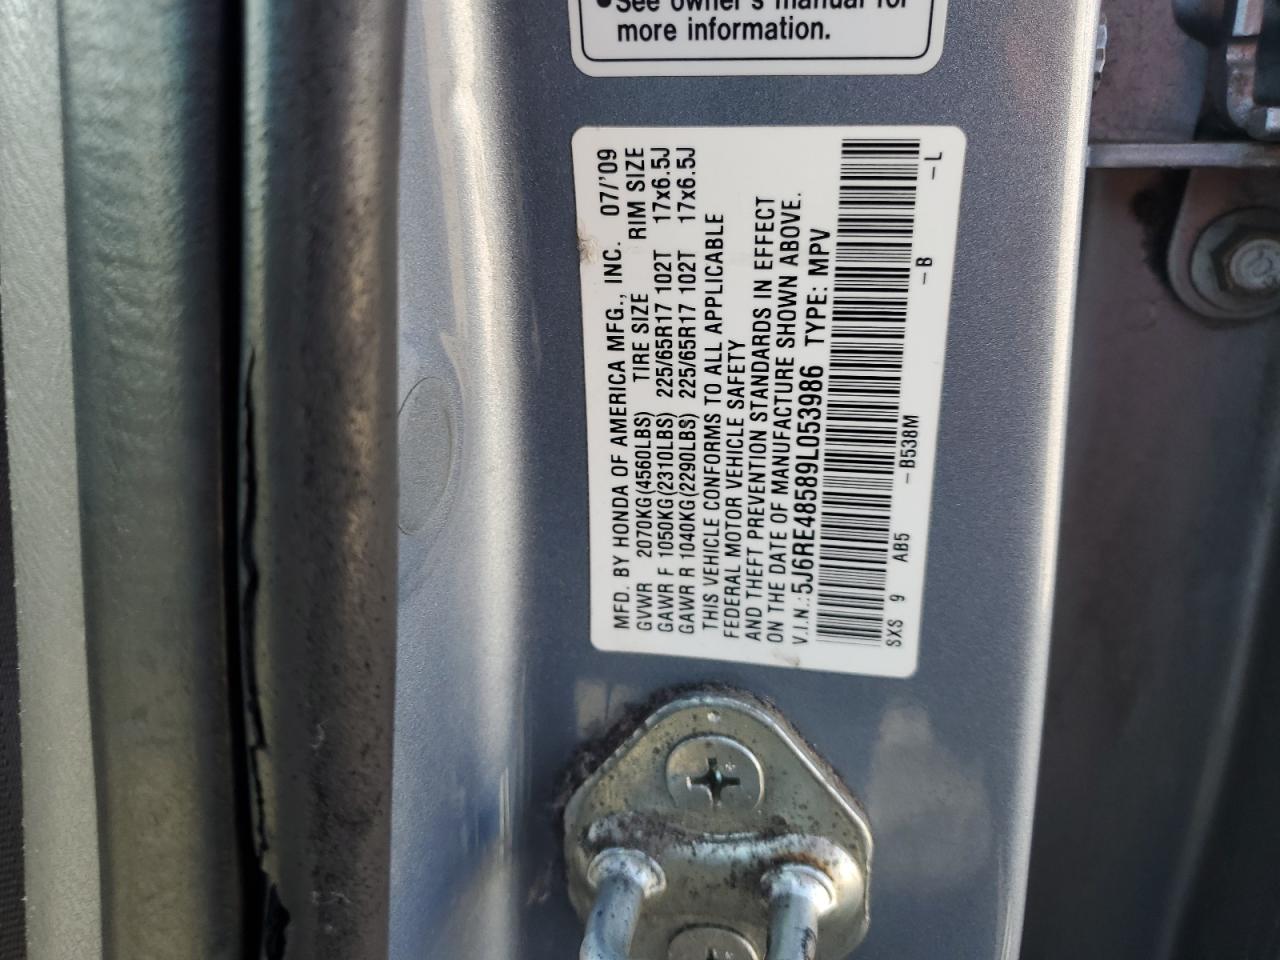 ●See owner's manual for
more information.
MFD. BY HONDA OF AMERICA MFG., INC. 07/'09
GVWR 2070KG(4560LBS) TIRE SIZE RIM SIZE
GAWR F 1050KG(2310LBS) 225/65R17 102T 17x6.5J
GAWR R 1040KG(2290LBS) 225/65R17 102T 17x6.5J
THIS VEHICLE CONFORMS TO ALL APPLICABLE
FEDERAL MOTOR VEHICLE SAFETY
AND THEFT PREVENTION STANDARDS IN EFFECT
ON THE DATE OF MANUFACTURE SHOWN ABOVE.
V.I.N.:5J6RE48589L053986 TYPE: MPV
SXS 9 AB5 –B538M –B –L